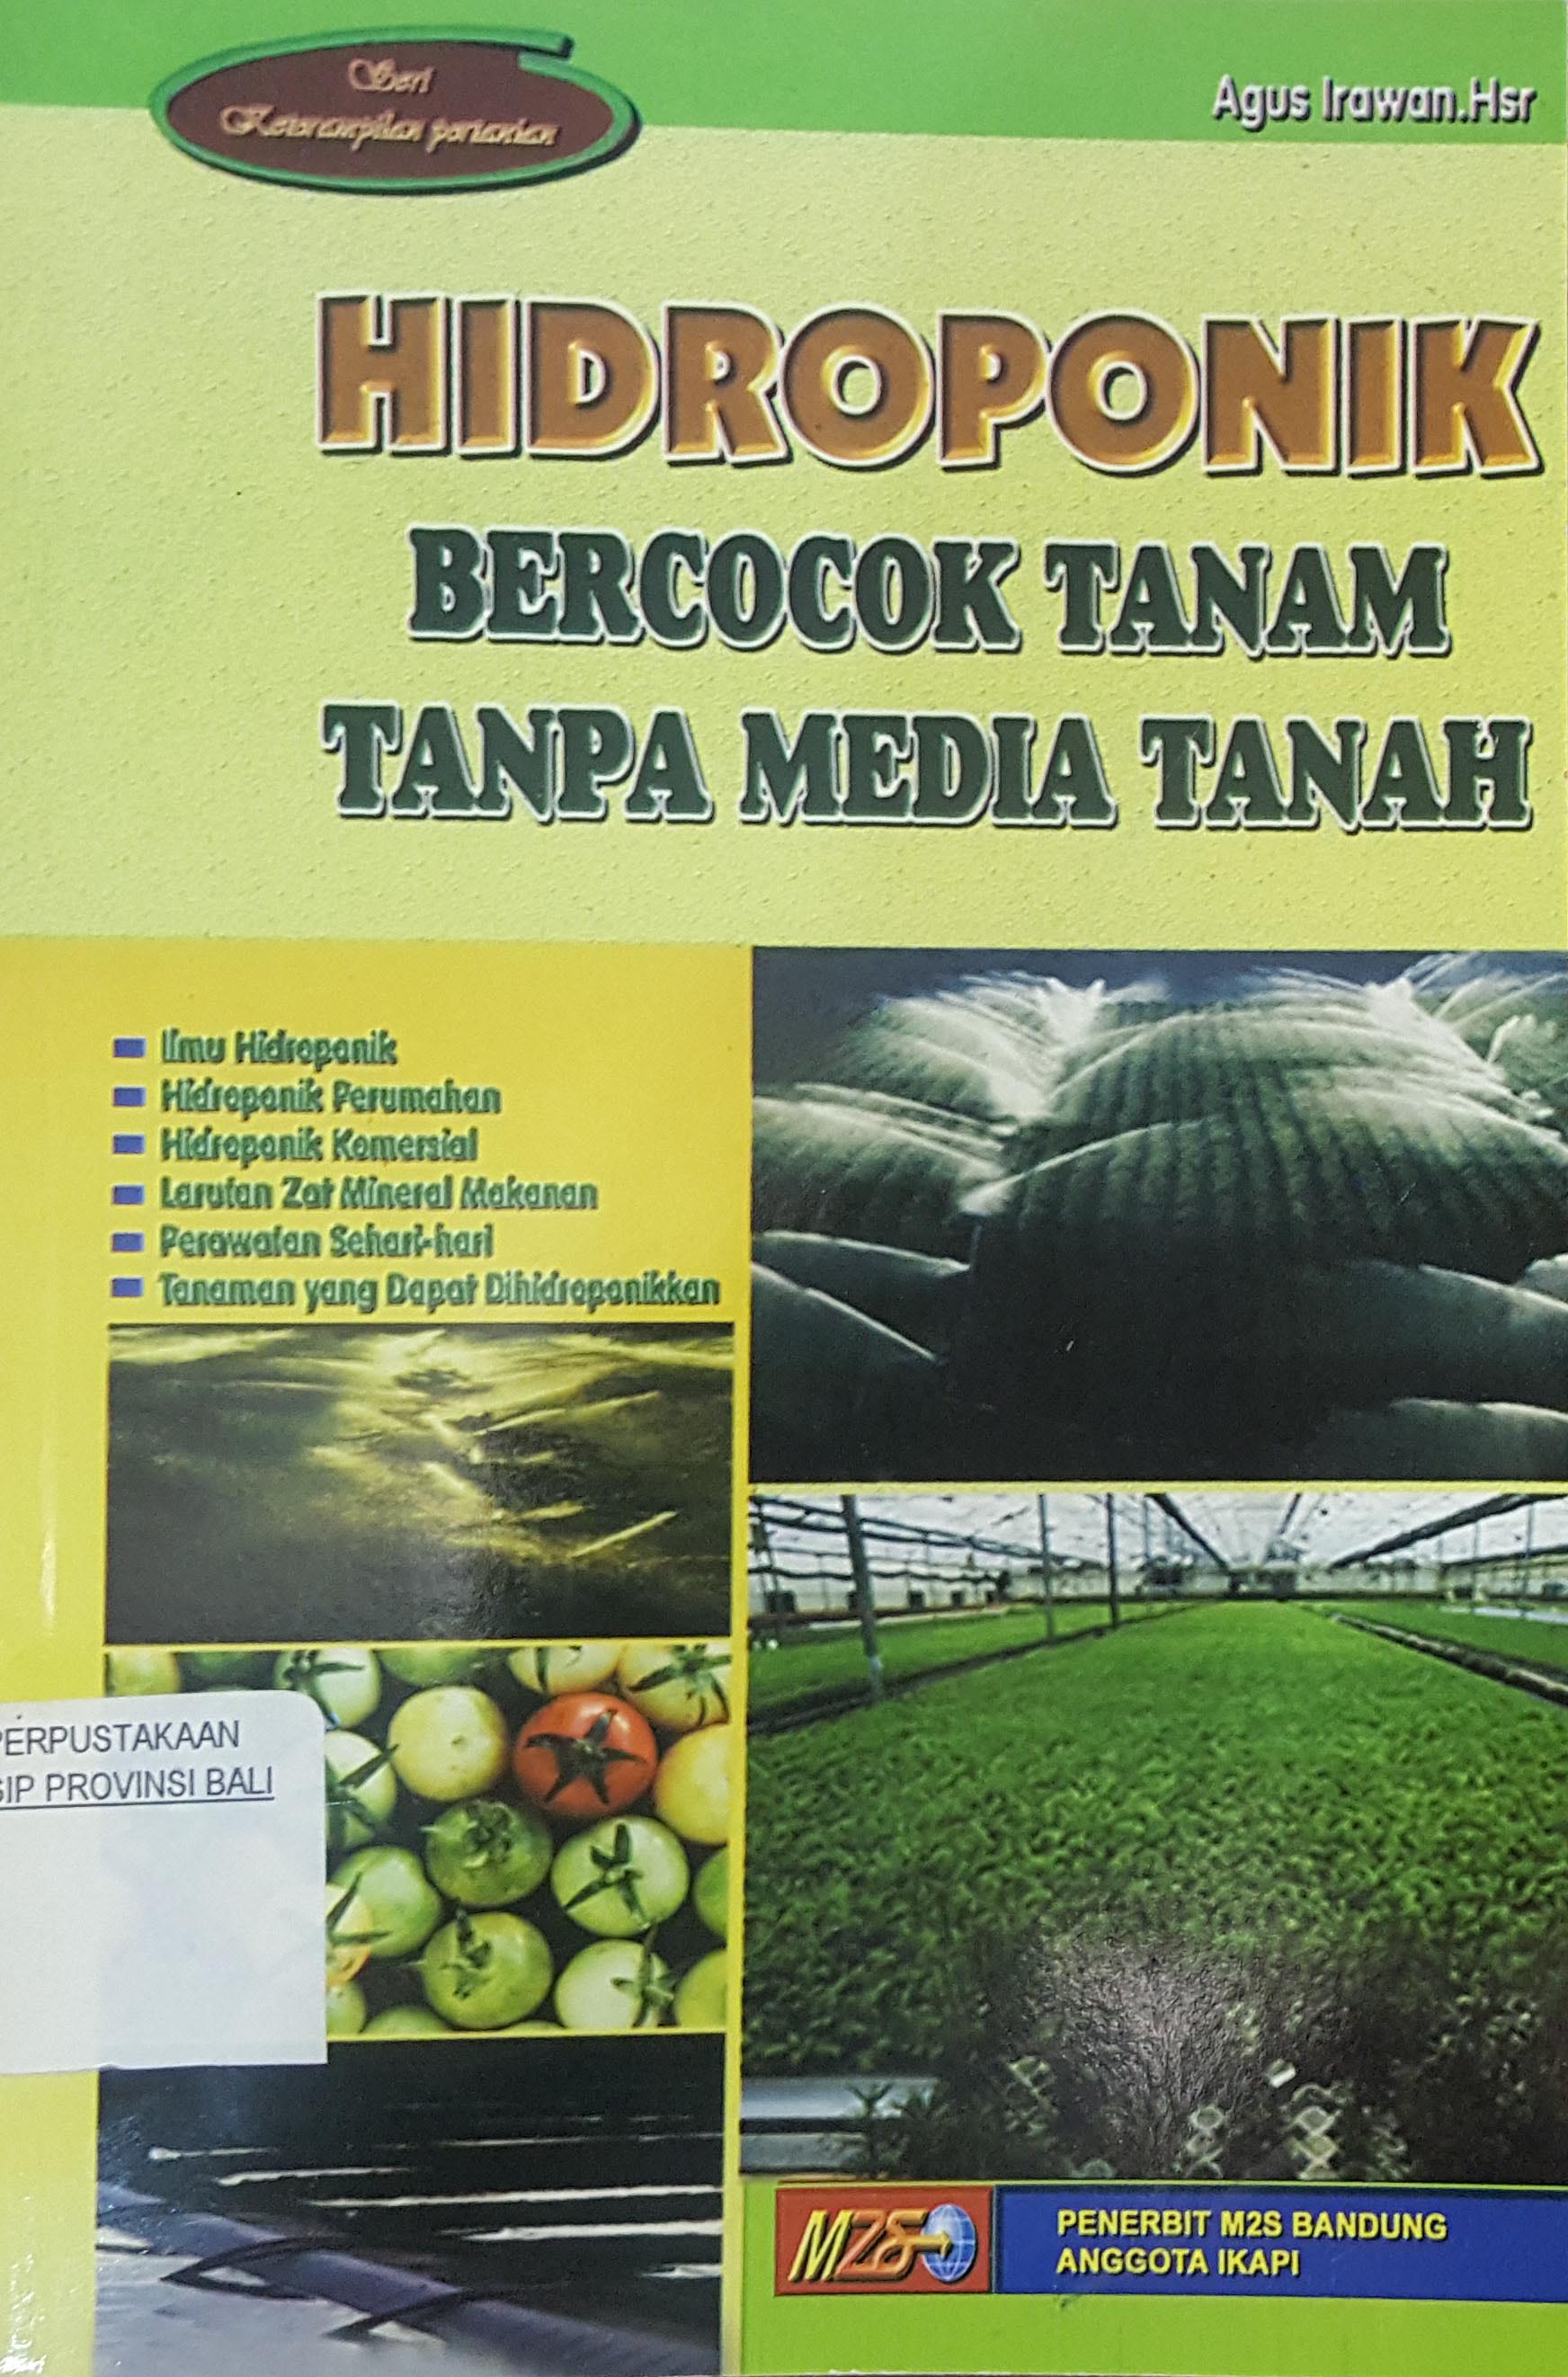 Seri
Keterampilan pertanian
Agus Irawan.Hsr
HIDROPONIK
BERCOCOK TANAM
TANPA MEDIA TANAH
Ilmu Hidroponik
Hidroponik Perumahan
Hidroponik Komersial
Larutan Zat Mineral Makanan
Perawatan Sehari-hari
Tanaman yang Dapat Dihidroponikkan
PERPUSTAKAAN
SIP PROVINSI BALI
M2S
PENERBIT M2S BANDUNG
ANGGOTA IKAPI